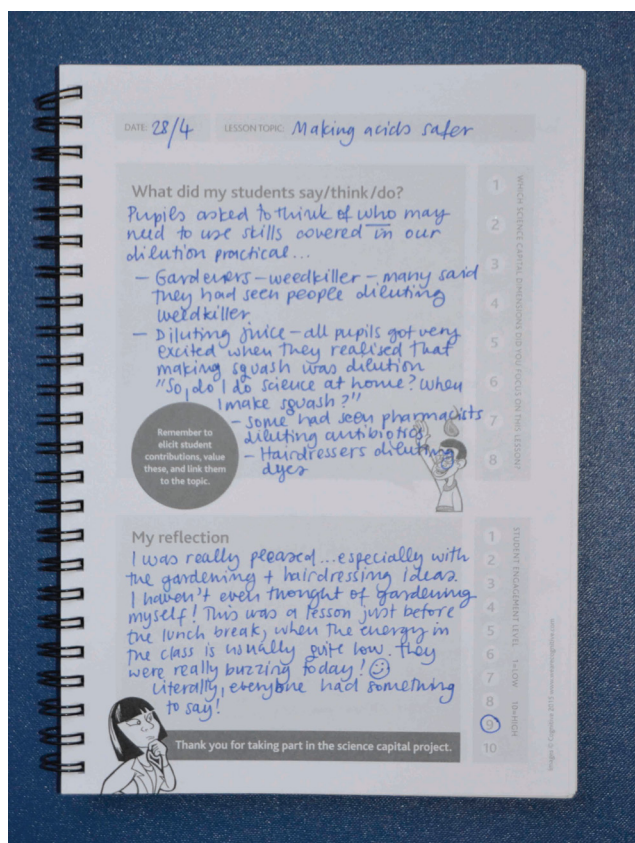 DATE: 28/4 LESSON TOPIC: Making acids safer
What did my students say/think/do?
Pupils asked to think of who may
need to use skills covered in our
dilution practical...
– Gardeners – weedkiller – many said
they had seen people diluting
weedkiller
– Diluting juice – all pupils got very
excited when they realised that
making squash was dilution
"So, do I do science at home? When
I make squash?"
– Some had seen pharmacists
diluting antibiotics
– Hairdressers diluting
dyes
Remember to
elicit student
contributions, value
these, and link them
to the topic.
WHICH SCIENCE CAPITAL DIMENSIONS DID YOU FOCUS ON THIS LESSON?
1
2
3
4
5
6
7
8
My reflection
I was really pleased...especially with
the gardening + hairdressing ideas.
I haven't even thought of gardening
myself! This was a lesson just before
the lunch break, when the energy in
the class is usually quite low. They
were really buzzing today! ☺
Literally, everyone had something
to say!
STUDENT ENGAGEMENT LEVEL 1=LOW 10=HIGH
1
2
3
4
5
6
7
8
9
10
Thank you for taking part in the science capital project.